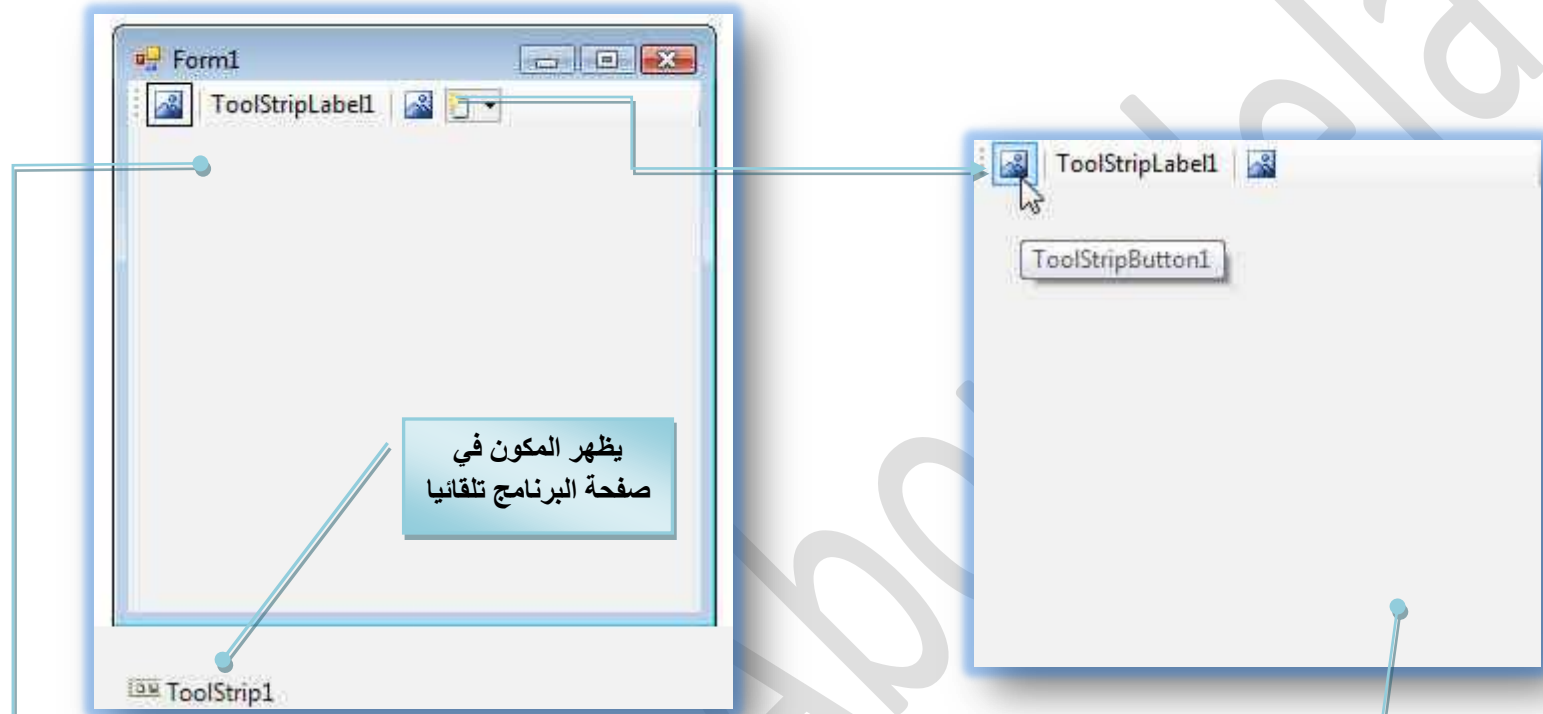 Form1
ToolStripLabel1
يظهر المكون في
صفحة البرنامج تلقائيا
ToolStrip1
ToolStripLabel1
ToolStripButton1